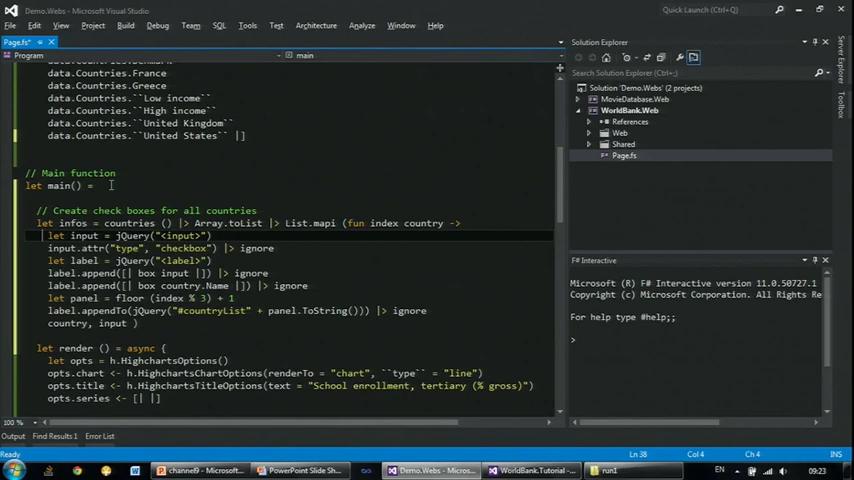 Demo.Webs - Microsoft Visual Studio
Quick Launch (Ctrl+Q)
File Edit View Project Build Debug Team SQL Tools Test Architecture Analyze Window Help
Page.fs*
Program
main
data.Countries.France
data.Countries.Greece
data.Countries.``Low income``
data.Countries.``High income``
data.Countries.``United Kingdom``
data.Countries.``United States`` |]
// Main function
let main() =
// Create check boxes for all countries
let infos = countries () |> Array.toList |> List.mapi (fun index country ->
let input = jQuery("<input>")
input.attr("type", "checkbox") |> ignore
let label = jQuery("<label>")
label.append([| box input |]) |> ignore
label.append([| box country.Name |]) |> ignore
let panel = floor (index % 3) + 1
label.appendTo(jQuery("#countryList" + panel.ToString())) |> ignore
country, input )
let render () = async {
let opts = h.HighchartsOptions()
opts.chart <- h.HighchartsChartOptions(renderTo = "chart", ``type`` = "line")
opts.title <- h.HighchartsTitleOptions(text = "School enrollment, tertiary (% gross)")
opts.series <- [| |]
100 %
Solution Explorer
Search Solution Explorer (Ctrl+;)
Solution 'Demo.Webs' (2 projects)
MovieDatabase.Web
WorldBank.Web
References
Web
Shared
Page.fs
Server Explorer
Toolbox
F# Interactive
Microsoft (R) F# Interactive version 11.0.50727.1
Copyright (c) Microsoft Corporation. All Rights Re
For help type #help;;
>
Output Find Results 1 Error List
Ready
Ln 38 Col 4 Ch 4 INS
channel9 - Microsoft...
PowerPoint Slide Sh...
Demo.Webs - Micros...
WorldBank.Tutorial - ...
run1
EN
09:23